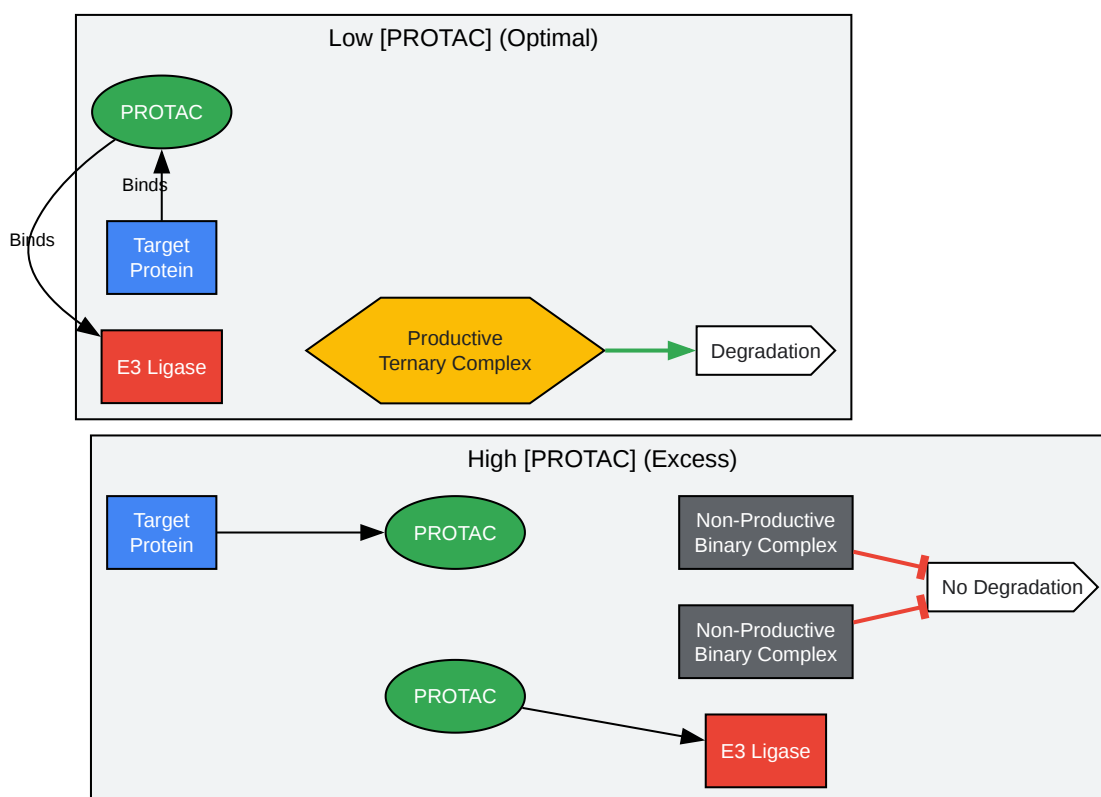 Low [PROTAC] (Optimal)
PROTAC
Binds
Target
Protein
Binds
E3 Ligase
Productive
Ternary Complex
Degradation
High [PROTAC] (Excess)
Target
Protein
PROTAC
Non-Productive
Binary Complex
No Degradation
Non-Productive
Binary Complex
PROTAC
E3 Ligase